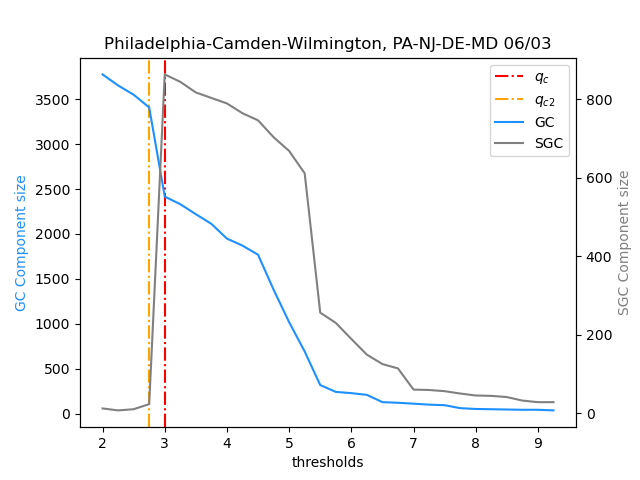 Philadelphia-Camden-Wilmington, PA-NJ-DE-MD 06/03
q_c
q_c2
GC
SGC
GC Component size
3500
3000
2500
2000
1500
1000
500
0
800
600
400
200
0
SGC Component size
2 3 4 5 6 7 8 9
thresholds